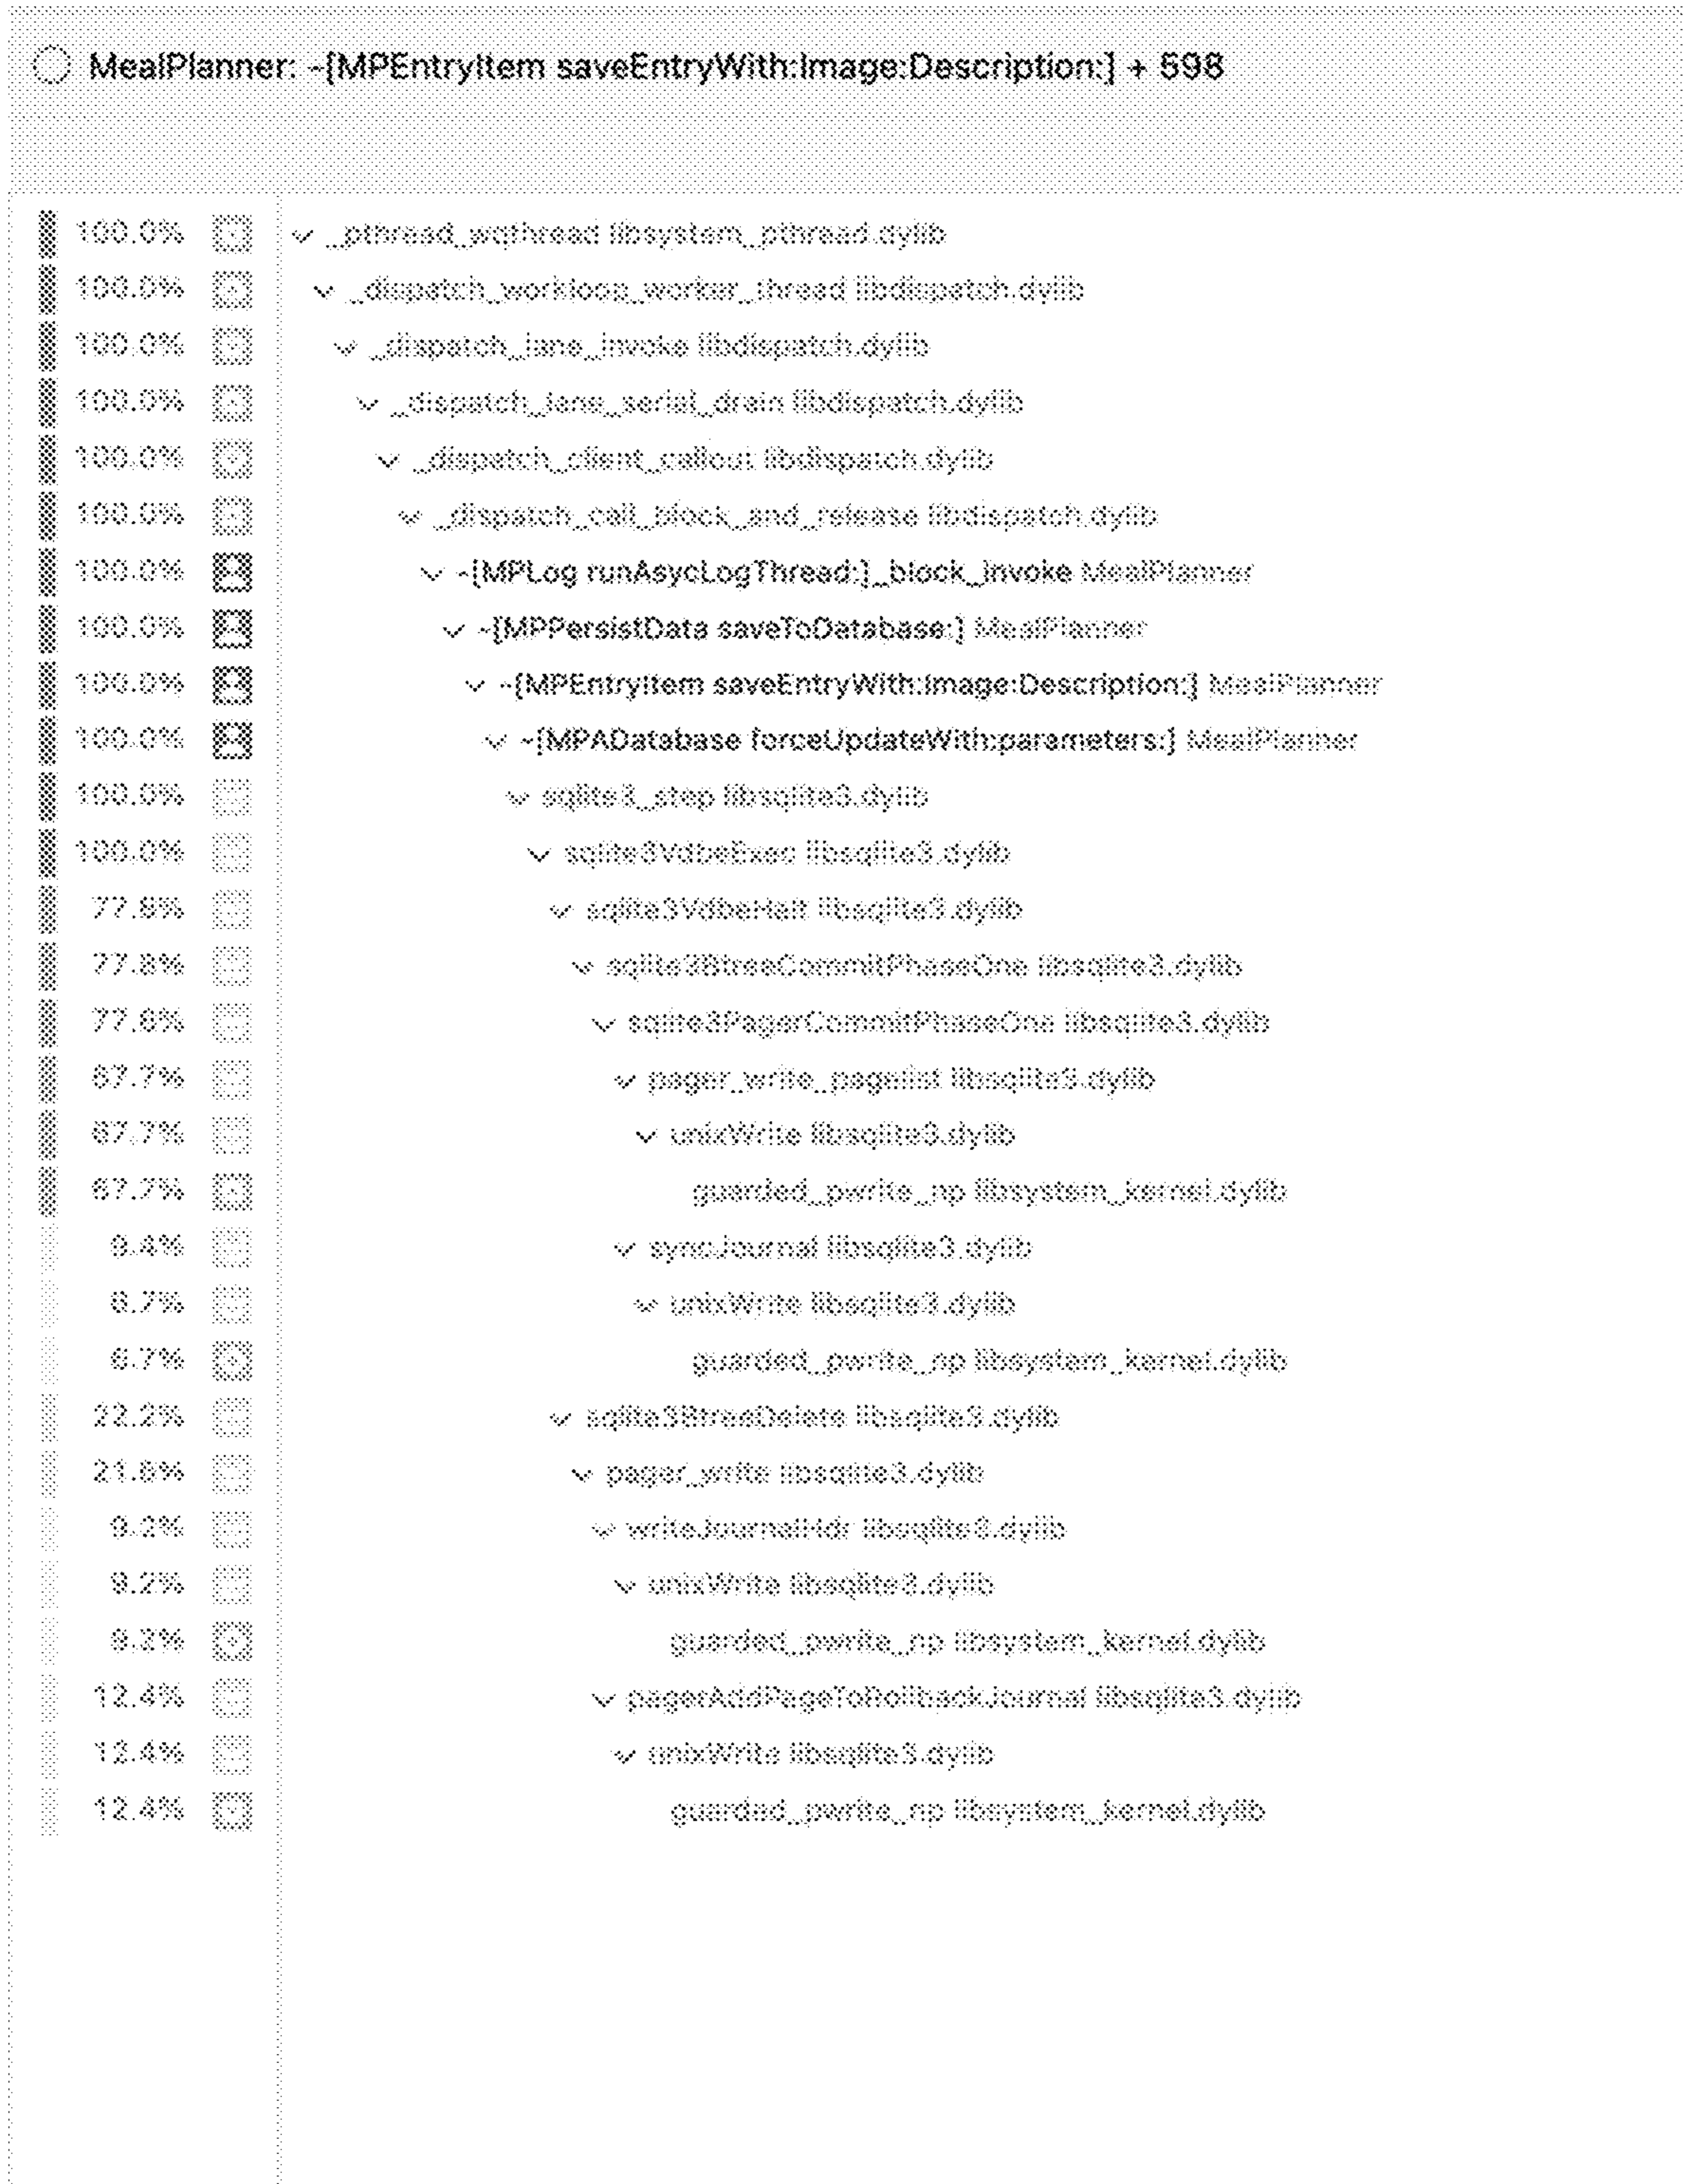 MealPlanner: -[MPEntryItem saveEntryWith:Image:Description:] + 598
100.0% _pthread_wqthread libsystem_pthread.dylib
100.0% _dispatch_workloop_worker_thread libdispatch.dylib
100.0% _dispatch_lane_invoke libdispatch.dylib
100.0% _dispatch_lane_serial_drain libdispatch.dylib
100.0% _dispatch_client_callout libdispatch.dylib
100.0% _dispatch_call_block_and_release libdispatch.dylib
100.0% -[MPLog runAsycLogThread:]_block_invoke MealPlanner
100.0% -[MPPersistData saveToDatabase:] MealPlanner
100.0% -[MPEntryItem saveEntryWith:Image:Description:] MealPlanner
100.0% -[MPADatabase forceUpdateWith:parameters:] MealPlanner
100.0% sqlite3_step libsqlite3.dylib
100.0% sqlite3VdbeExec libsqlite3.dylib
77.8% sqlite3VdbeHalt libsqlite3.dylib
77.8% sqlite3BtreeCommitPhaseOne libsqlite3.dylib
77.8% sqlite3PagerCommitPhaseOne libsqlite3.dylib
67.7% pager_write_pagelist libsqlite3.dylib
67.7% unixWrite libsqlite3.dylib
67.7% guarded_pwrite_np libsystem_kernel.dylib
9.4% syncJournal libsqlite3.dylib
6.7% unixWrite libsqlite3.dylib
6.7% guarded_pwrite_np libsystem_kernel.dylib
22.2% sqlite3BtreeDelete libsqlite3.dylib
21.6% pager_write libsqlite3.dylib
9.2% writeJournalHdr libsqlite3.dylib
9.2% unixWrite libsqlite3.dylib
9.2% guarded_pwrite_np libsystem_kernel.dylib
12.4% pagerAddPageToRollbackJournal libsqlite3.dylib
12.4% unixWrite libsqlite3.dylib
12.4% guarded_pwrite_np libsystem_kernel.dylib